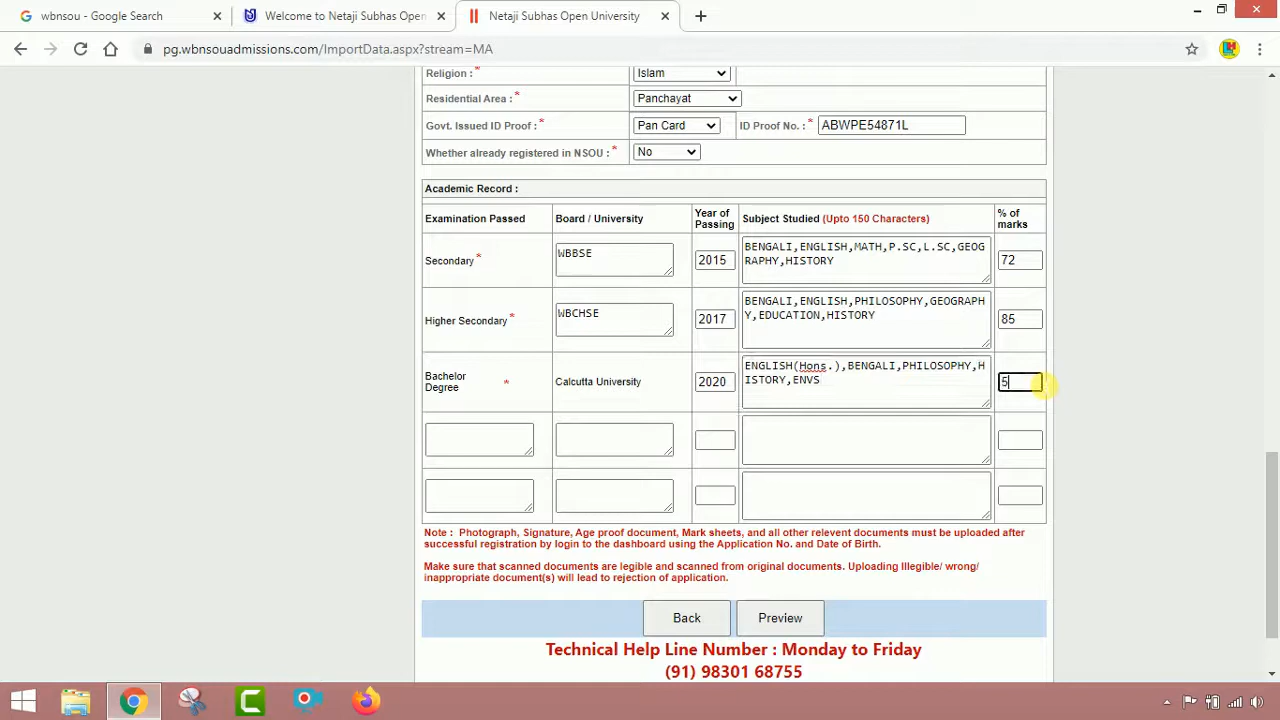 wbnsou - Google Search
Welcome to Netaji Subhas Open
Netaji Subhas Open University
pg.wbnsouadmissions.com/ImportData.aspx?stream=MA
Religion : * Islam
Residential Area : * Panchayat
Govt. Issued ID Proof : * Pan Card ID Proof No. : * ABWPE54871L
Whether already registered in NSOU : * No
Academic Record :
Examination Passed Board / University Year of Passing Subject Studied (Upto 150 Characters) % of marks
Secondary * WBBSE 2015 BENGALI,ENGLISH,MATH,P.SC,L.SC,GEOG
RAPHY,HISTORY 72
Higher Secondary * WBCHSE 2017 BENGALI,ENGLISH,PHILOSOPHY,GEOGRAPH
Y,EDUCATION,HISTORY 85
Bachelor Degree * Calcutta University 2020 ENGLISH(Hons.),BENGALI,PHILOSOPHY,H
ISTORY,ENVS 5
Note : Photograph, Signature, Age proof document, Mark sheets, and all other relevent documents must be uploaded after
successful registration by login to the dashboard using the Application No. and Date of Birth.
Make sure that scanned documents are legible and scanned from original documents. Uploading Illegible/ wrong/
inappropriate document(s) will lead to rejection of application.
Back Preview
Technical Help Line Number : Monday to Friday
(91) 98301 68755